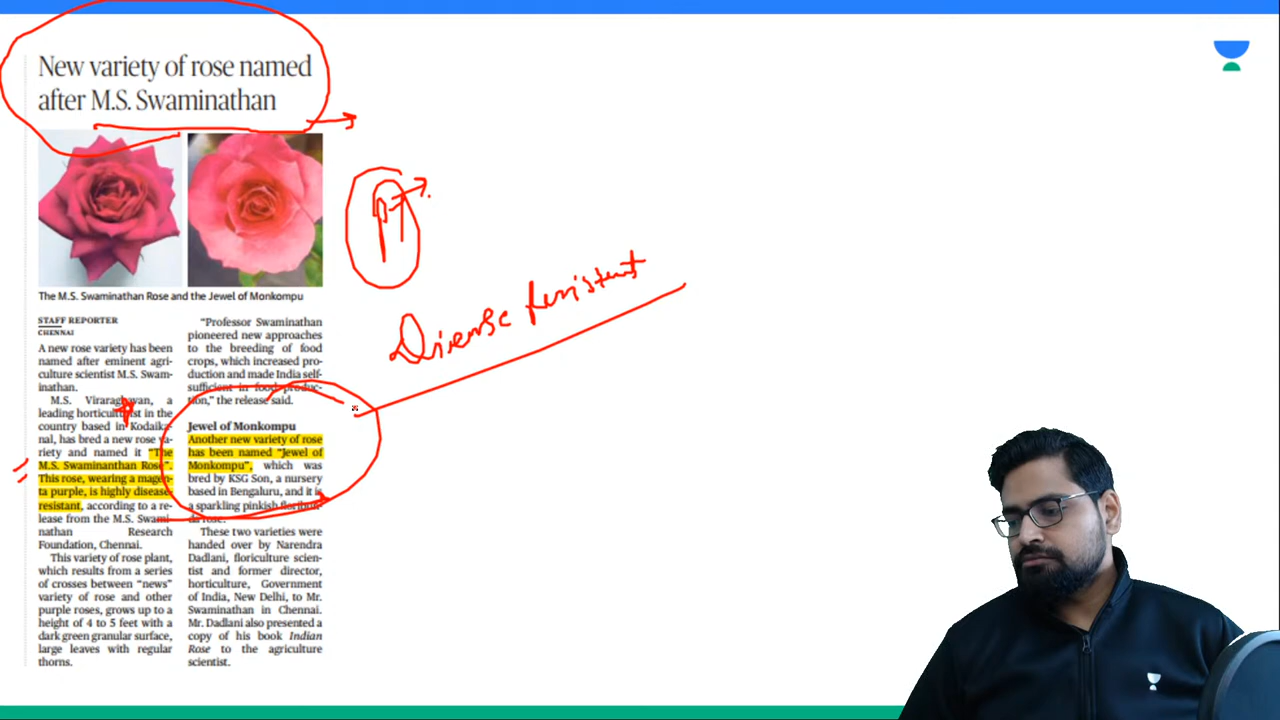 New variety of rose named
after M.S. Swaminathan
The M.S. Swaminathan Rose and the Jewel of Monkompu
STAFF REPORTER
CHENNAI
A new rose variety has been
named after eminent agri-
culture scientist M.S. Swam-
inathan.
M.S. Viraraghavan, a
leading horticulturist in the
country based in Kodaika-
nal, has bred a new rose va-
riety and named it “The
M.S. Swaminanthan Rose”.
This rose, wearing a magen-
ta purple, is highly disease-
resistant, according to a re-
lease from the M.S. Swami-
nathan Research
Foundation, Chennai.
This variety of rose plant,
which results from a series
of crosses between “news”
variety of rose and other
purple roses, grows up to a
height of 4 to 5 feet with a
dark green granular surface,
large leaves with regular
thorns.
“Professor Swaminathan
pioneered new approaches
to the breeding of food
crops, which increased pro-
duction and made India self-
sufficient in food produc-
tion,” the release said.
Jewel of Monkompu
Another new variety of rose
has been named “Jewel of
Monkompu”, which was
bred by KSG Son, a nursery
based in Bengaluru, and it is
a sparkling pinkish floribun-
da rose.
These two varieties were
handed over by Narendra
Dadlani, floriculture scien-
tist and former director,
horticulture, Government
of India, New Delhi, to Mr.
Swaminathan in Chennai.
Mr. Dadlani also presented a
copy of his book Indian
Rose to the agriculture
scientist.
Disease Resistent